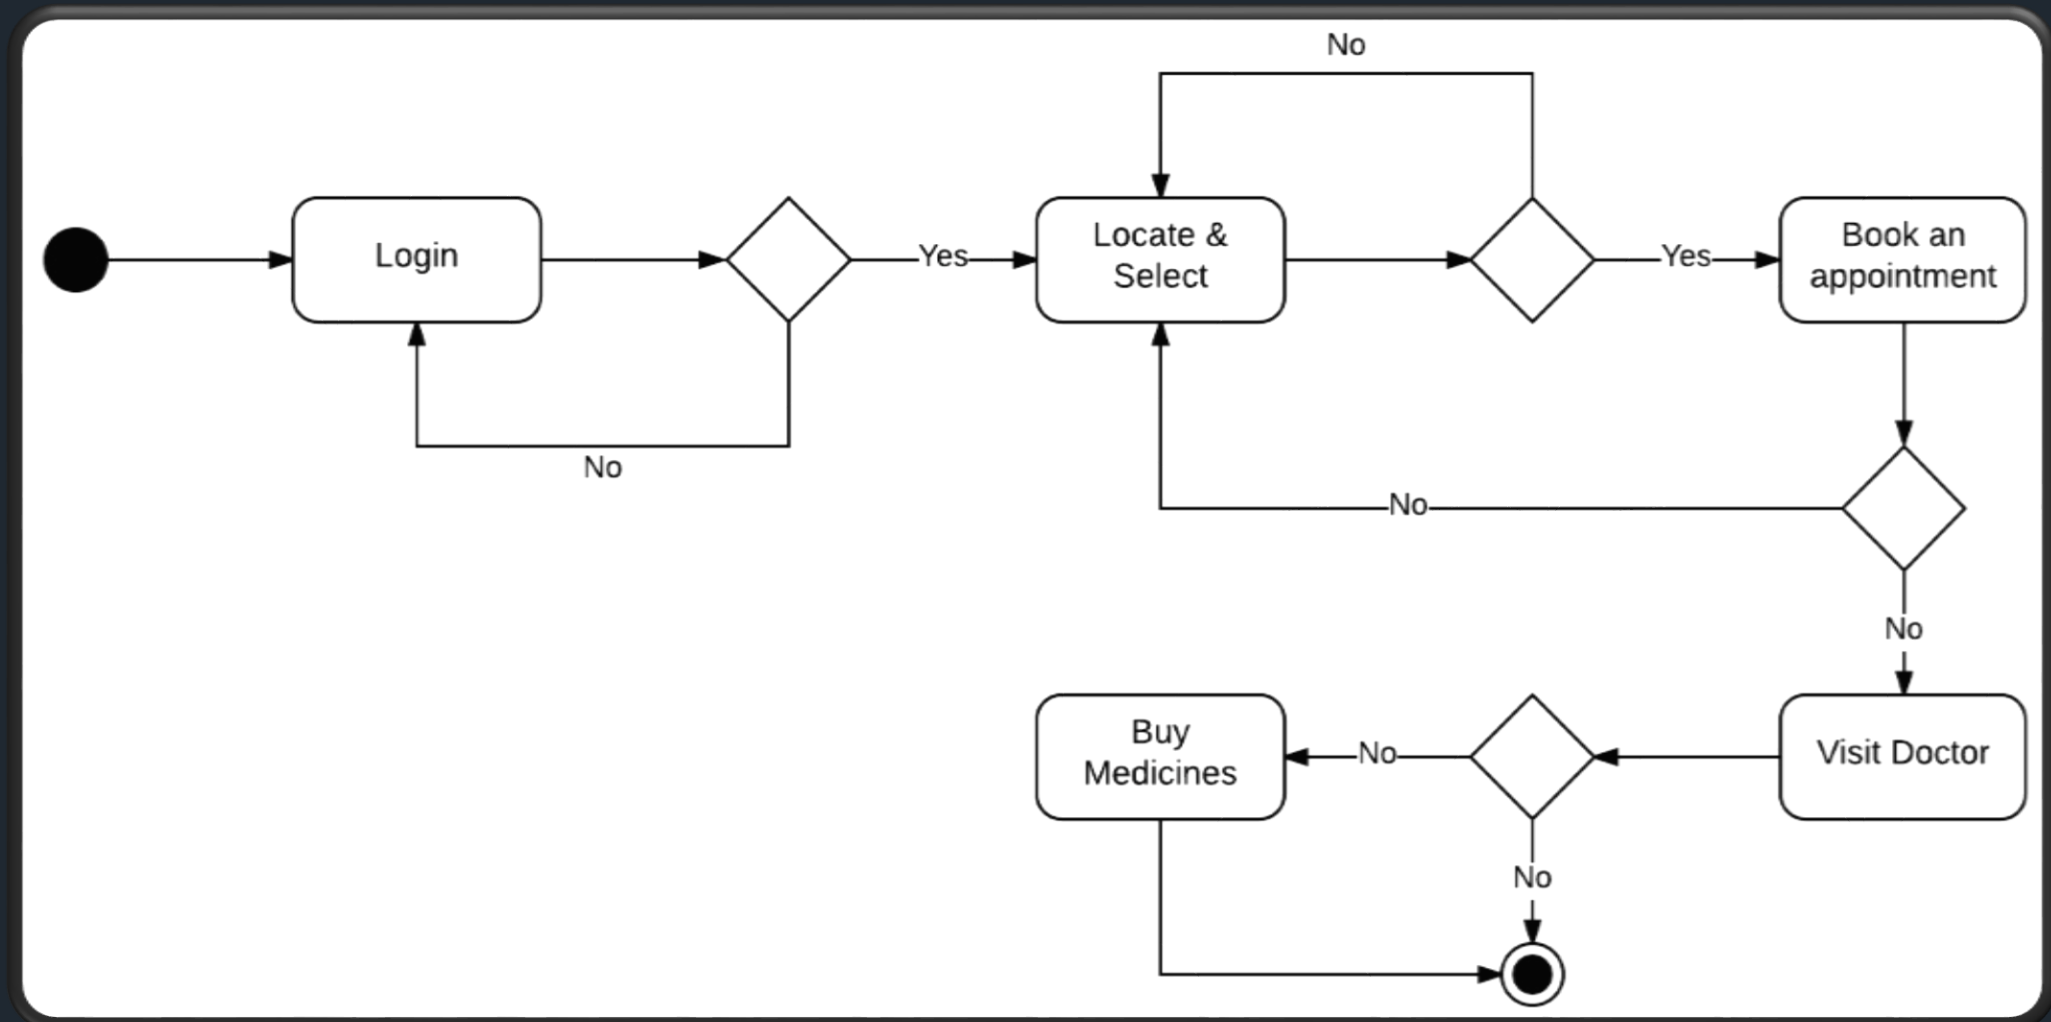 No
Login
Yes
Locate &
Select
Yes
Book an
appointment
No
No
No
Buy
Medicines
No
Visit Doctor
No